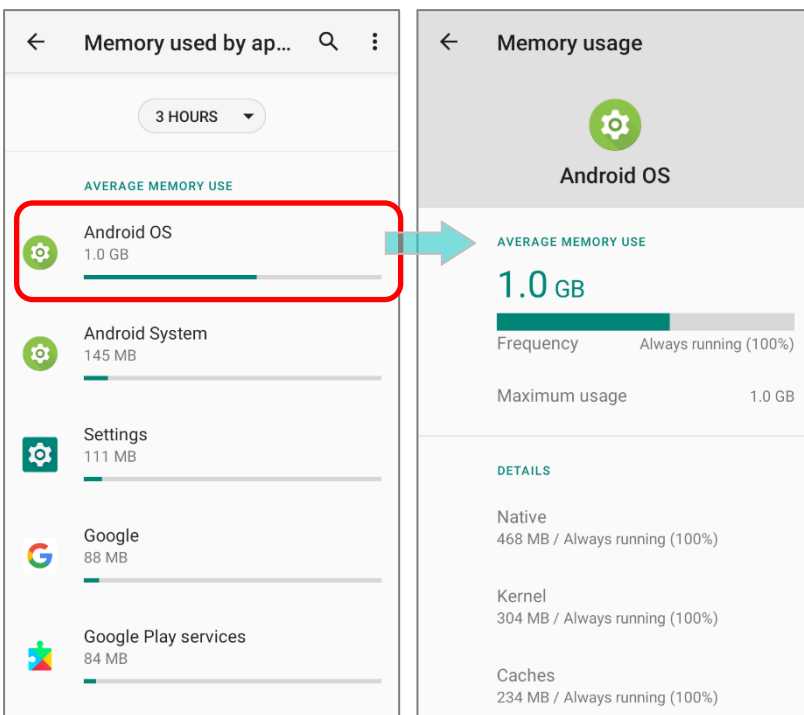 Memory used by ap...
3 HOURS
AVERAGE MEMORY USE
Android OS
1.0 GB
Android System
145 MB
Settings
111 MB
Google
88 MB
Google Play services
84 MB
Memory usage
Android OS
AVERAGE MEMORY USE
1.0 GB
Frequency Always running (100%)
Maximum usage 1.0 GB
DETAILS
Native
468 MB / Always running (100%)
Kernel
304 MB / Always running (100%)
Caches
234 MB / Always running (100%)